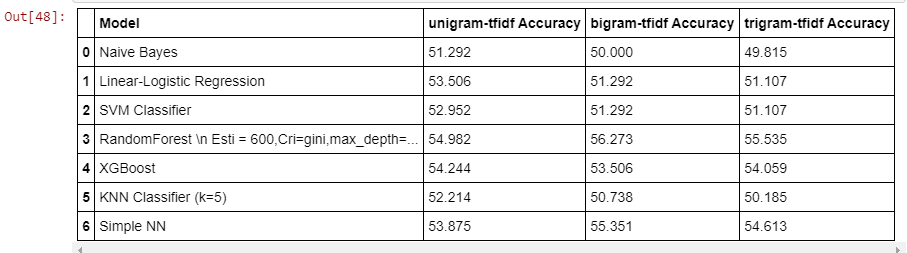 Out[48]:
Model unigram-tfidf Accuracy bigram-tfidf Accuracy trigram-tfidf Accuracy
0 Naive Bayes 51.292 50.000 49.815
1 Linear-Logistic Regression 53.506 51.292 51.107
2 SVM Classifier 52.952 51.292 51.107
3 RandomForest \n Esti = 600,Cri=gini,max_depth=... 54.982 56.273 55.535
4 XGBoost 54.244 53.506 54.059
5 KNN Classifier (k=5) 52.214 50.738 50.185
6 Simple NN 53.875 55.351 54.613